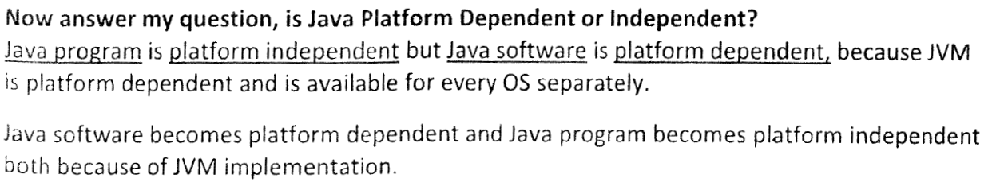 Now answer my question, is Java Platform Dependent or Independent?
Java program is platform independent but Java software is platform dependent, because JVM
is platform dependent and is available for every OS separately.
Java software becomes platform dependent and Java program becomes platform independent
both because of JVM implementation.